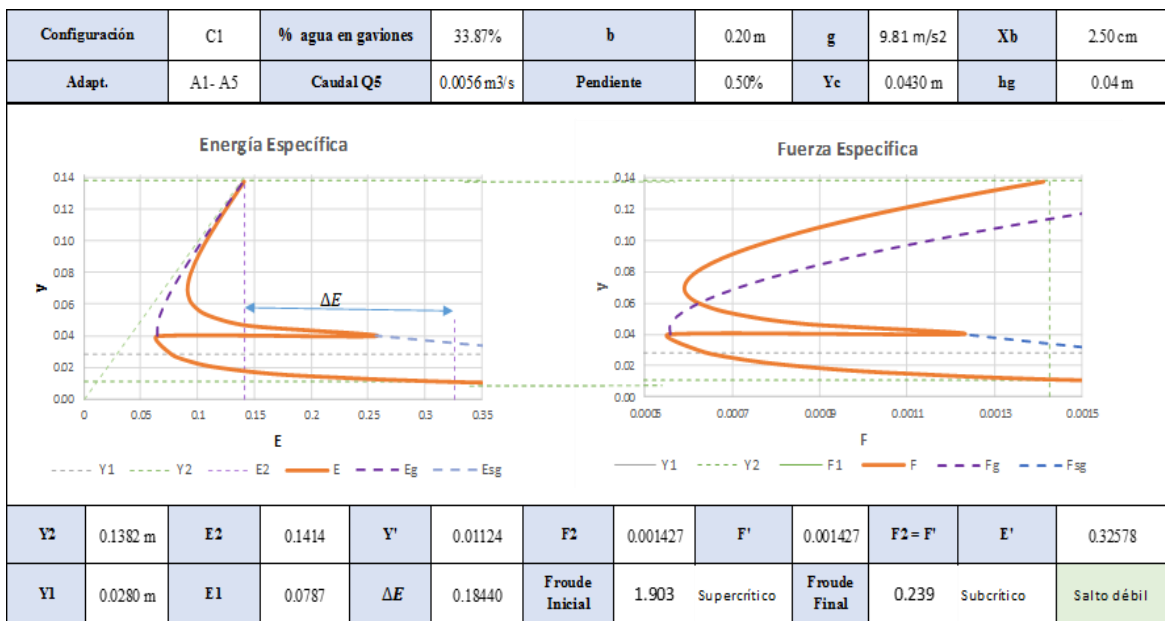 Configuración C1 % agua en gaviones 33.87% b 0.20 m g 9.81 m/s2 Xb 2.50 cm
Adapt. A1- A5 Caudal Q5 0.0056 m3/s Pendiente 0.50% Yc 0.0430 m hg 0.04 m
Energía Específica
y
0.14
0.12
0.10
0.08
0.06
0.04
0.02
0.00
ΔE
0 0.05 0.1 0.15 0.2 0.25 0.3 0.35
E
Y1 Y2 E2 E Eg Esg
Fuerza Especifica
y
0.14
0.12
0.10
0.08
0.06
0.04
0.02
0.00
0.0005 0.0007 0.0009 0.0011 0.0013 0.0015
F
Y1 Y2 F1 F Fg Fsg
Y2 0.1382 m E2 0.1414 Y' 0.01124 F2 0.001427 F' 0.001427 F2 = F' E' 0.32578
Y1 0.0280 m E1 0.0787 ΔE 0.18440 Froude Inicial 1.903 Supercrítico Froude Final 0.239 Subcrítico Salto débil